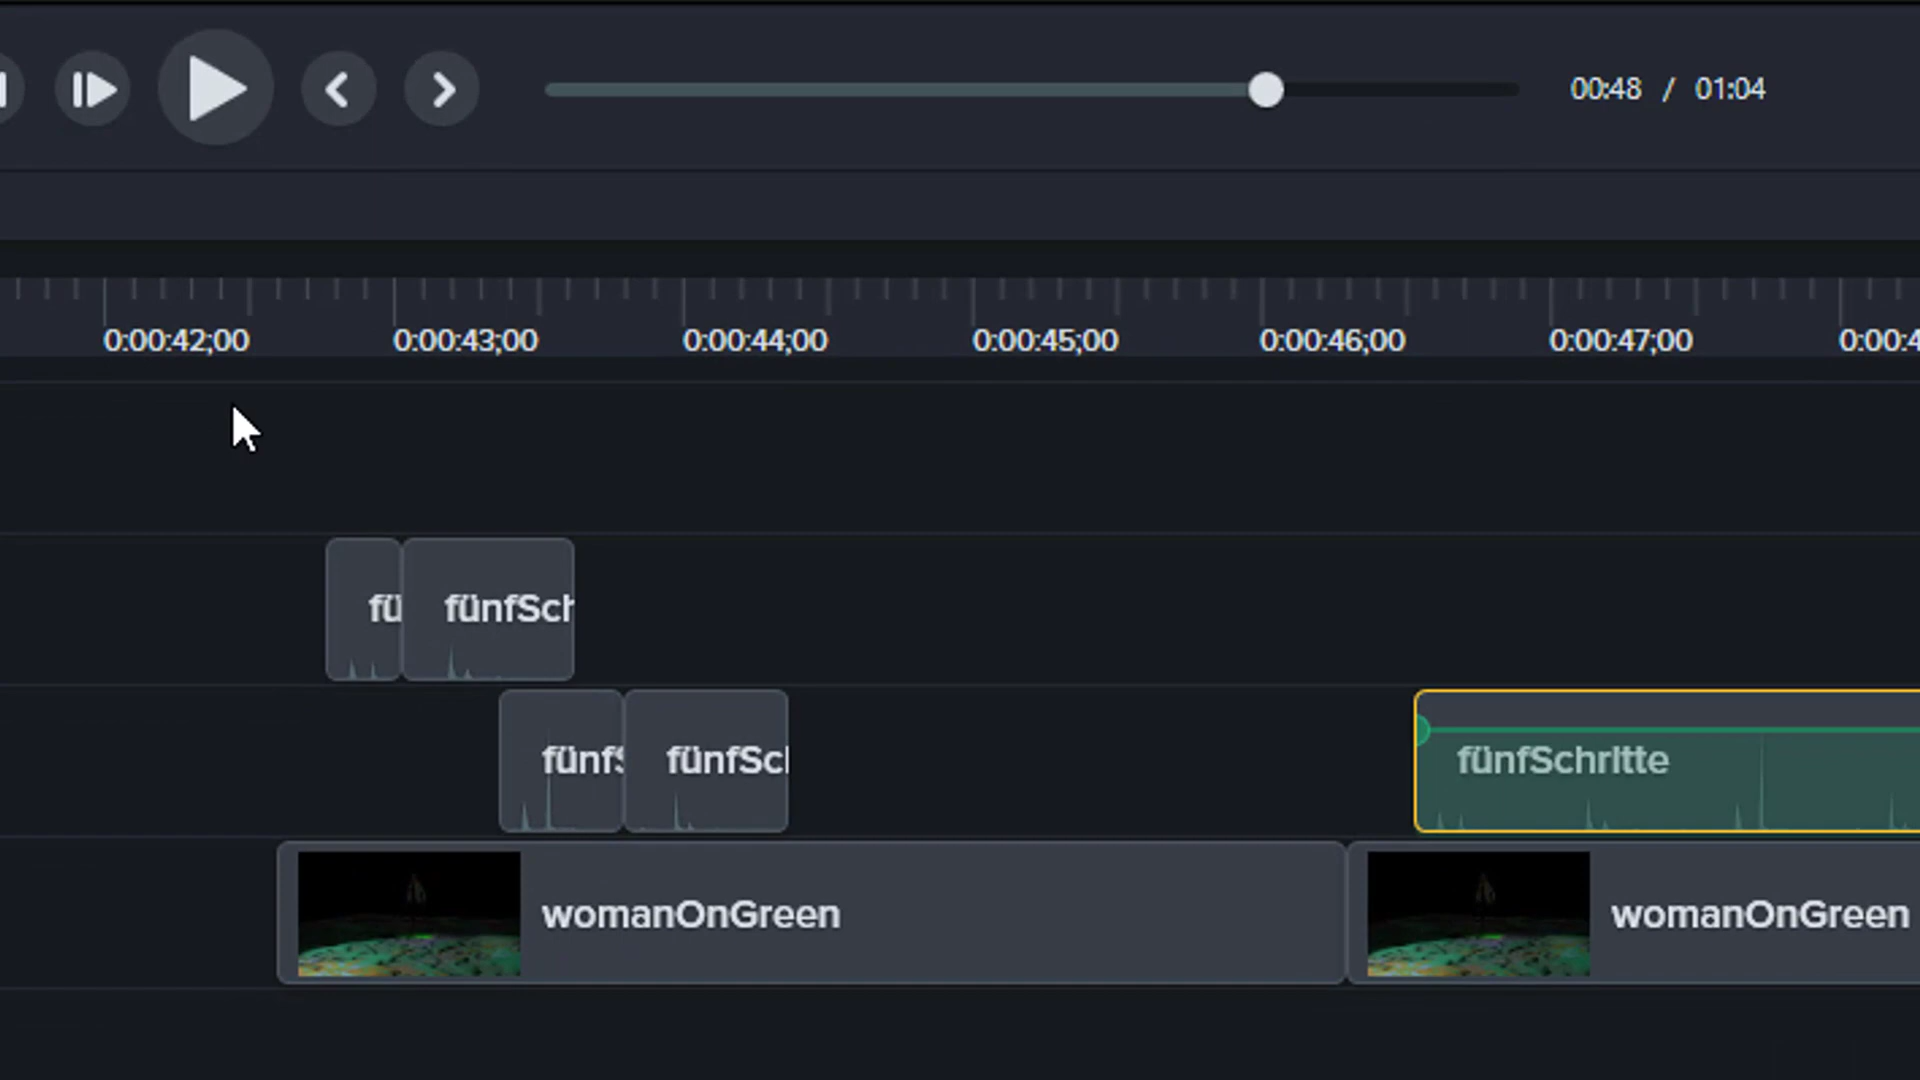 00:48 / 01:04
0:00:42;00 0:00:43;00 0:00:44;00 0:00:45;00 0:00:46;00 0:00:47;00 0:00:4
fü fünfSch
fünfS fünfSch fünfSchritte
womanOnGreen womanOnGreen